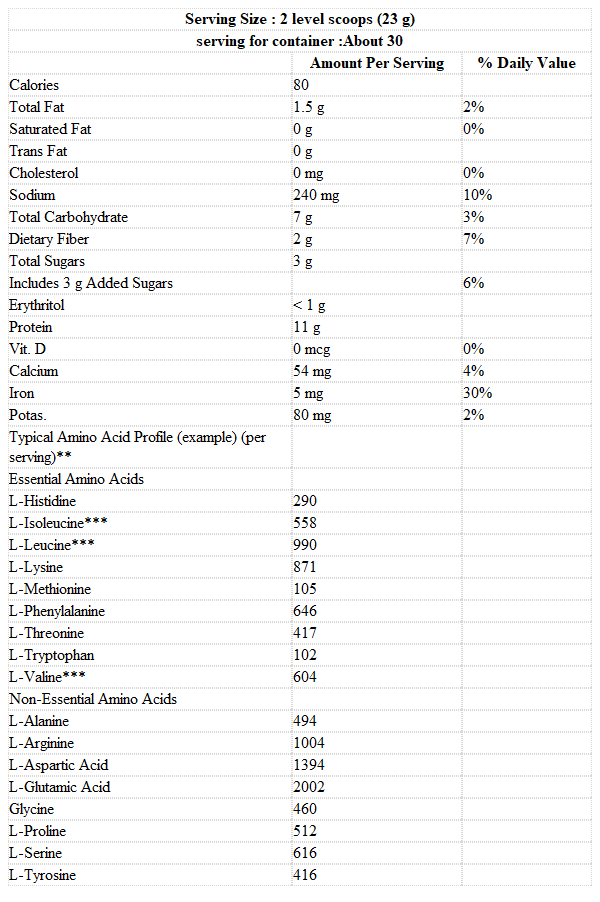 Serving Size : 2 level scoops (23 g)
serving for container :About 30
Amount Per Serving % Daily Value
Calories 80
Total Fat 1.5 g 2%
Saturated Fat 0 g 0%
Trans Fat 0 g
Cholesterol 0 mg 0%
Sodium 240 mg 10%
Total Carbohydrate 7 g 3%
Dietary Fiber 2 g 7%
Total Sugars 3 g
Includes 3 g Added Sugars 6%
Erythritol < 1 g
Protein 11 g
Vit. D 0 mcg 0%
Calcium 54 mg 4%
Iron 5 mg 30%
Potas. 80 mg 2%
Typical Amino Acid Profile (example) (per
serving)**
Essential Amino Acids
L-Histidine 290
L-Isoleucine*** 558
L-Leucine*** 990
L-Lysine 871
L-Methionine 105
L-Phenylalanine 646
L-Threonine 417
L-Tryptophan 102
L-Valine*** 604
Non-Essential Amino Acids
L-Alanine 494
L-Arginine 1004
L-Aspartic Acid 1394
L-Glutamic Acid 2002
Glycine 460
L-Proline 512
L-Serine 616
L-Tyrosine 416